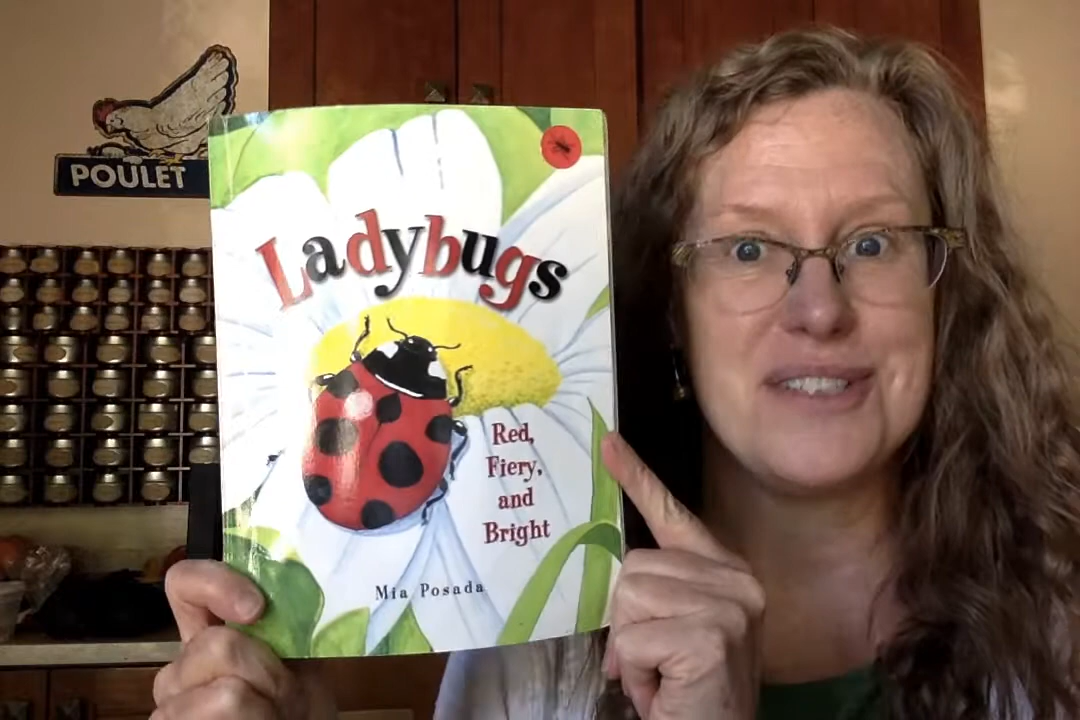 POULET
Ladybugs
Red,
Fiery,
and
Bright
Mia Posada